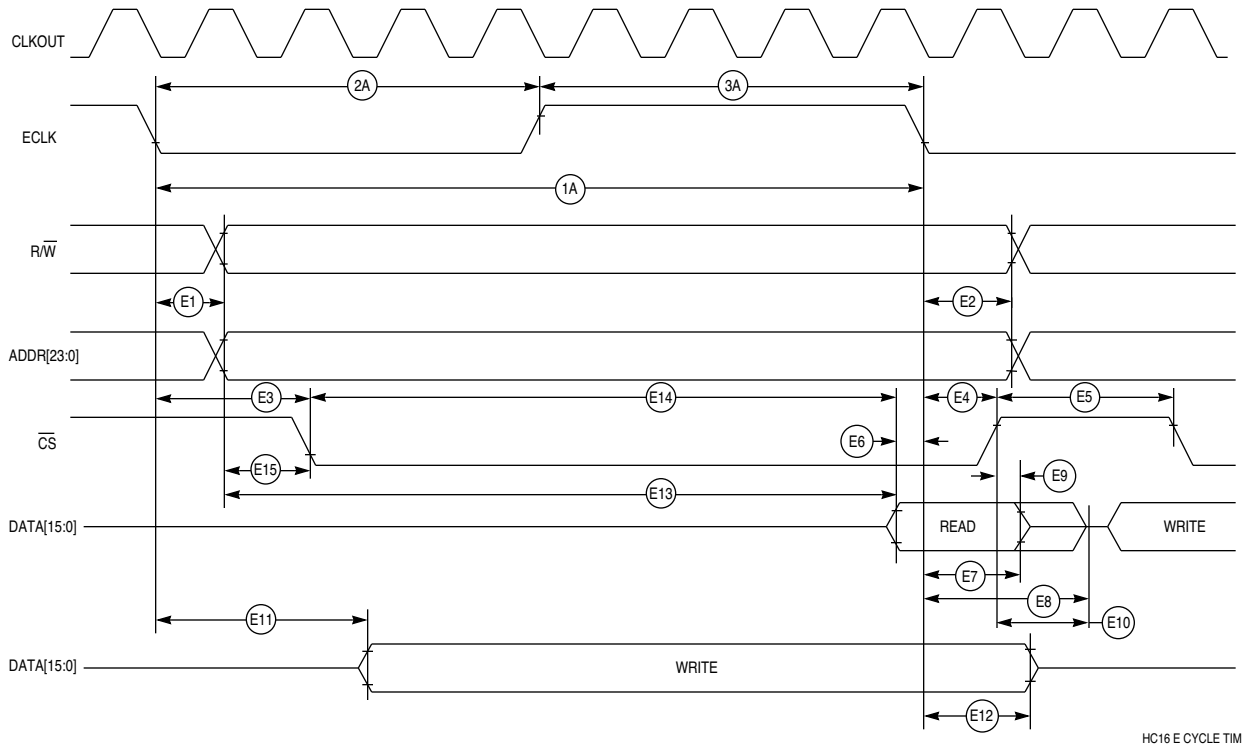 CLKOUT
2A
3A
ECLK
1A
R/W
E1
E2
ADDR[23:0]
E3
E14
E4
E5
CS
E6
E15
E9
E13
DATA[15:0]
READ
WRITE
E7
E8
E11
E10
DATA[15:0]
WRITE
E12
HC16 E CYCLE TIM